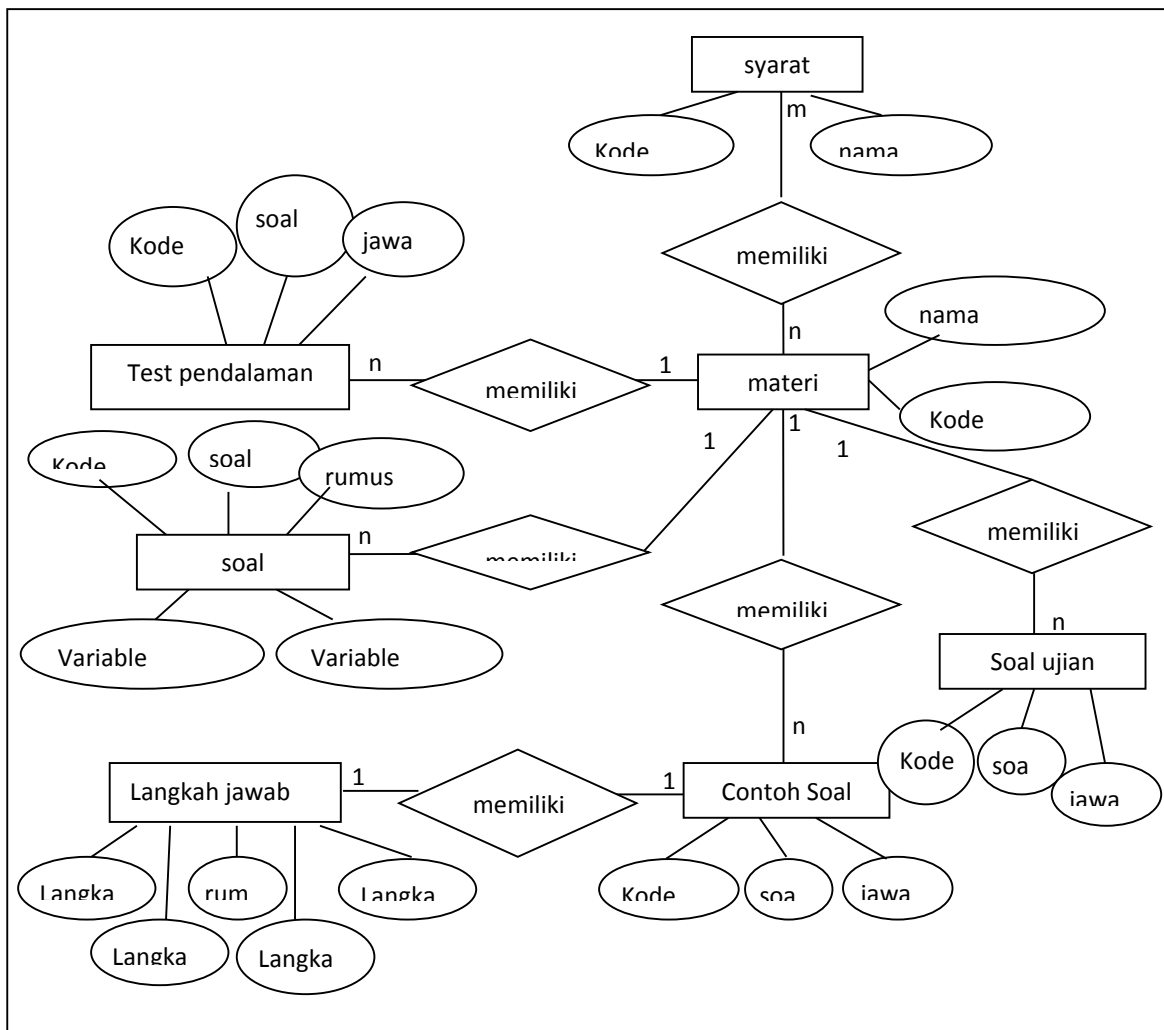 syarat
m
Kode
nama
memiliki
n
Kode
soal
jawa
Test pendalaman
n
memiliki
1
materi
nama
Kode
1
1
1
Kode
soal
rumus
soal
n
memiliki
Variable
Variable
memiliki
memiliki
n
Soal ujian
Kode
soa
jawa
n
Langkah jawab
1
memiliki
1
Contoh Soal
Langka
rum
Langka
Langka
Langka
Kode
soa
jawa